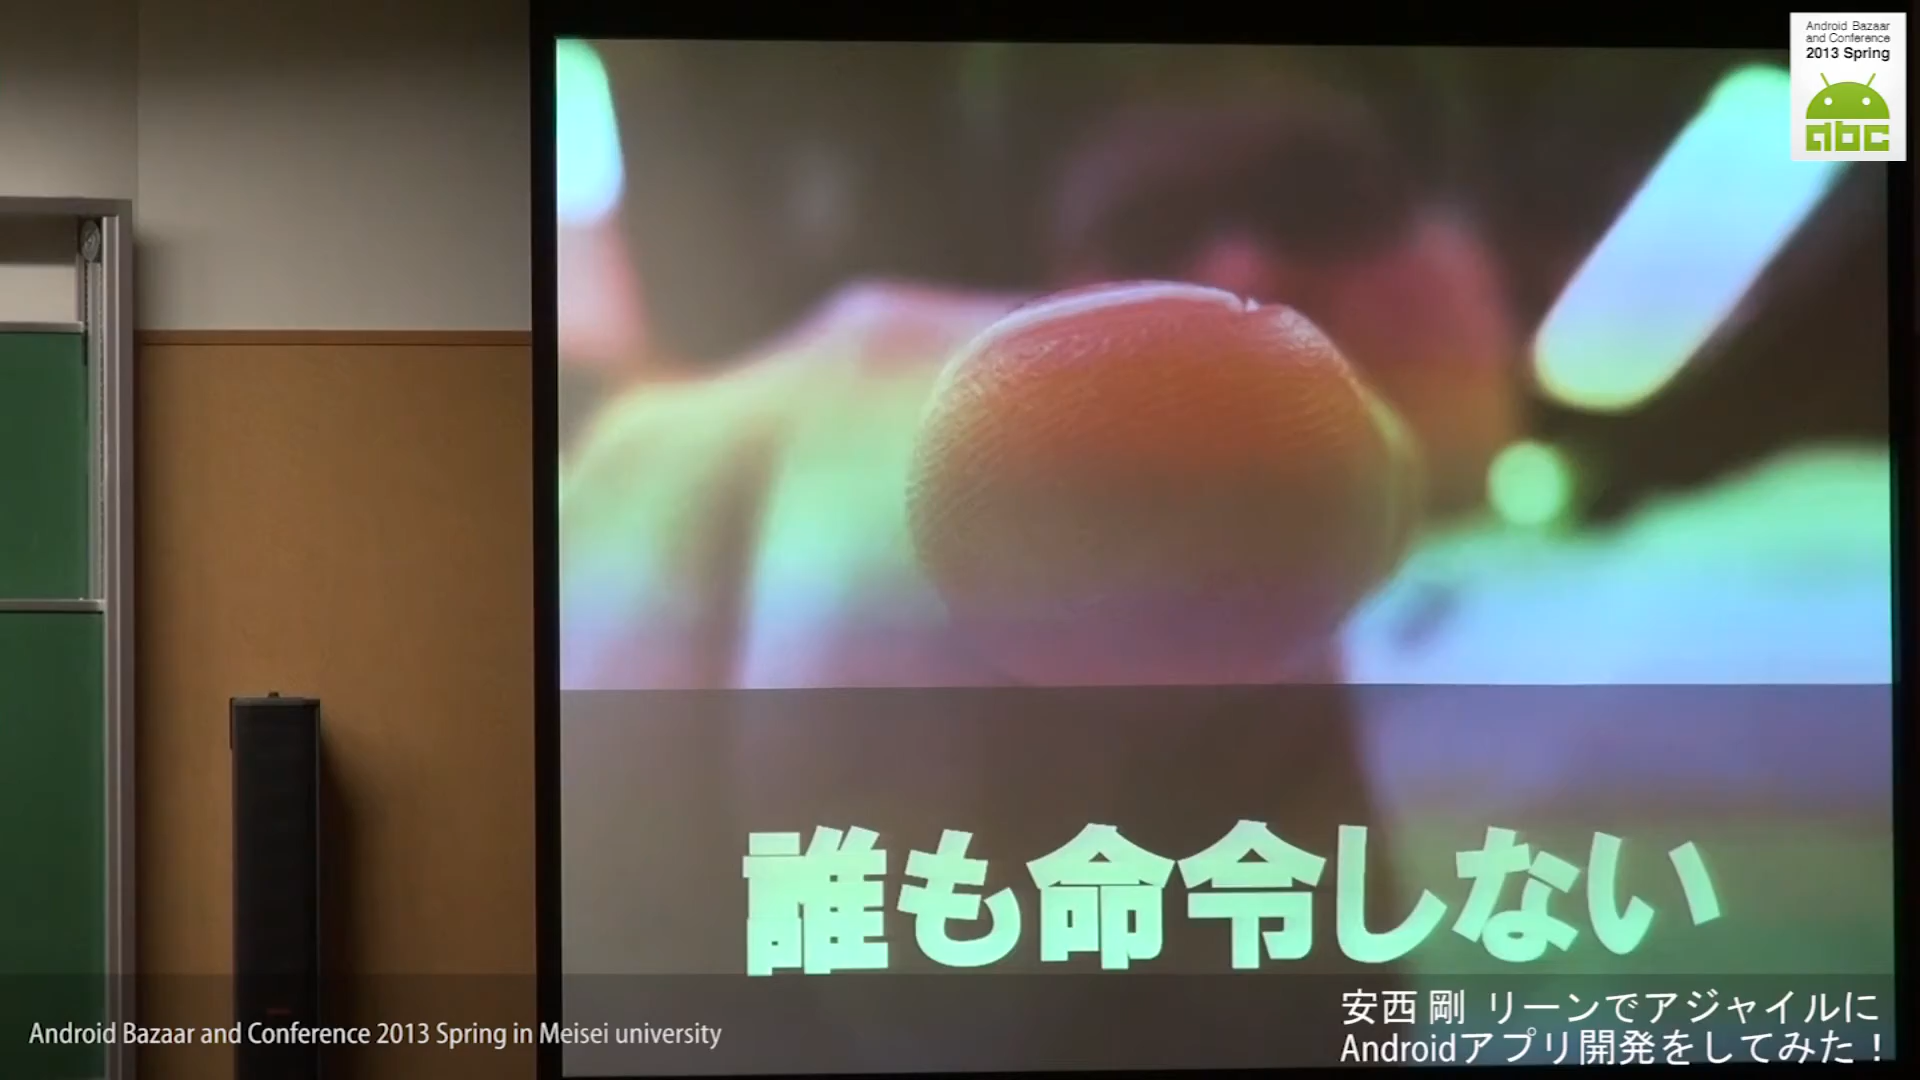 Android Bazaar
and Conference
2013 Spring
abc
誰も命令しない
安西 剛 リーンでアジャイルに
Androidアプリ開発をしてみた！
Android Bazaar and Conference 2013 Spring in Meisei university